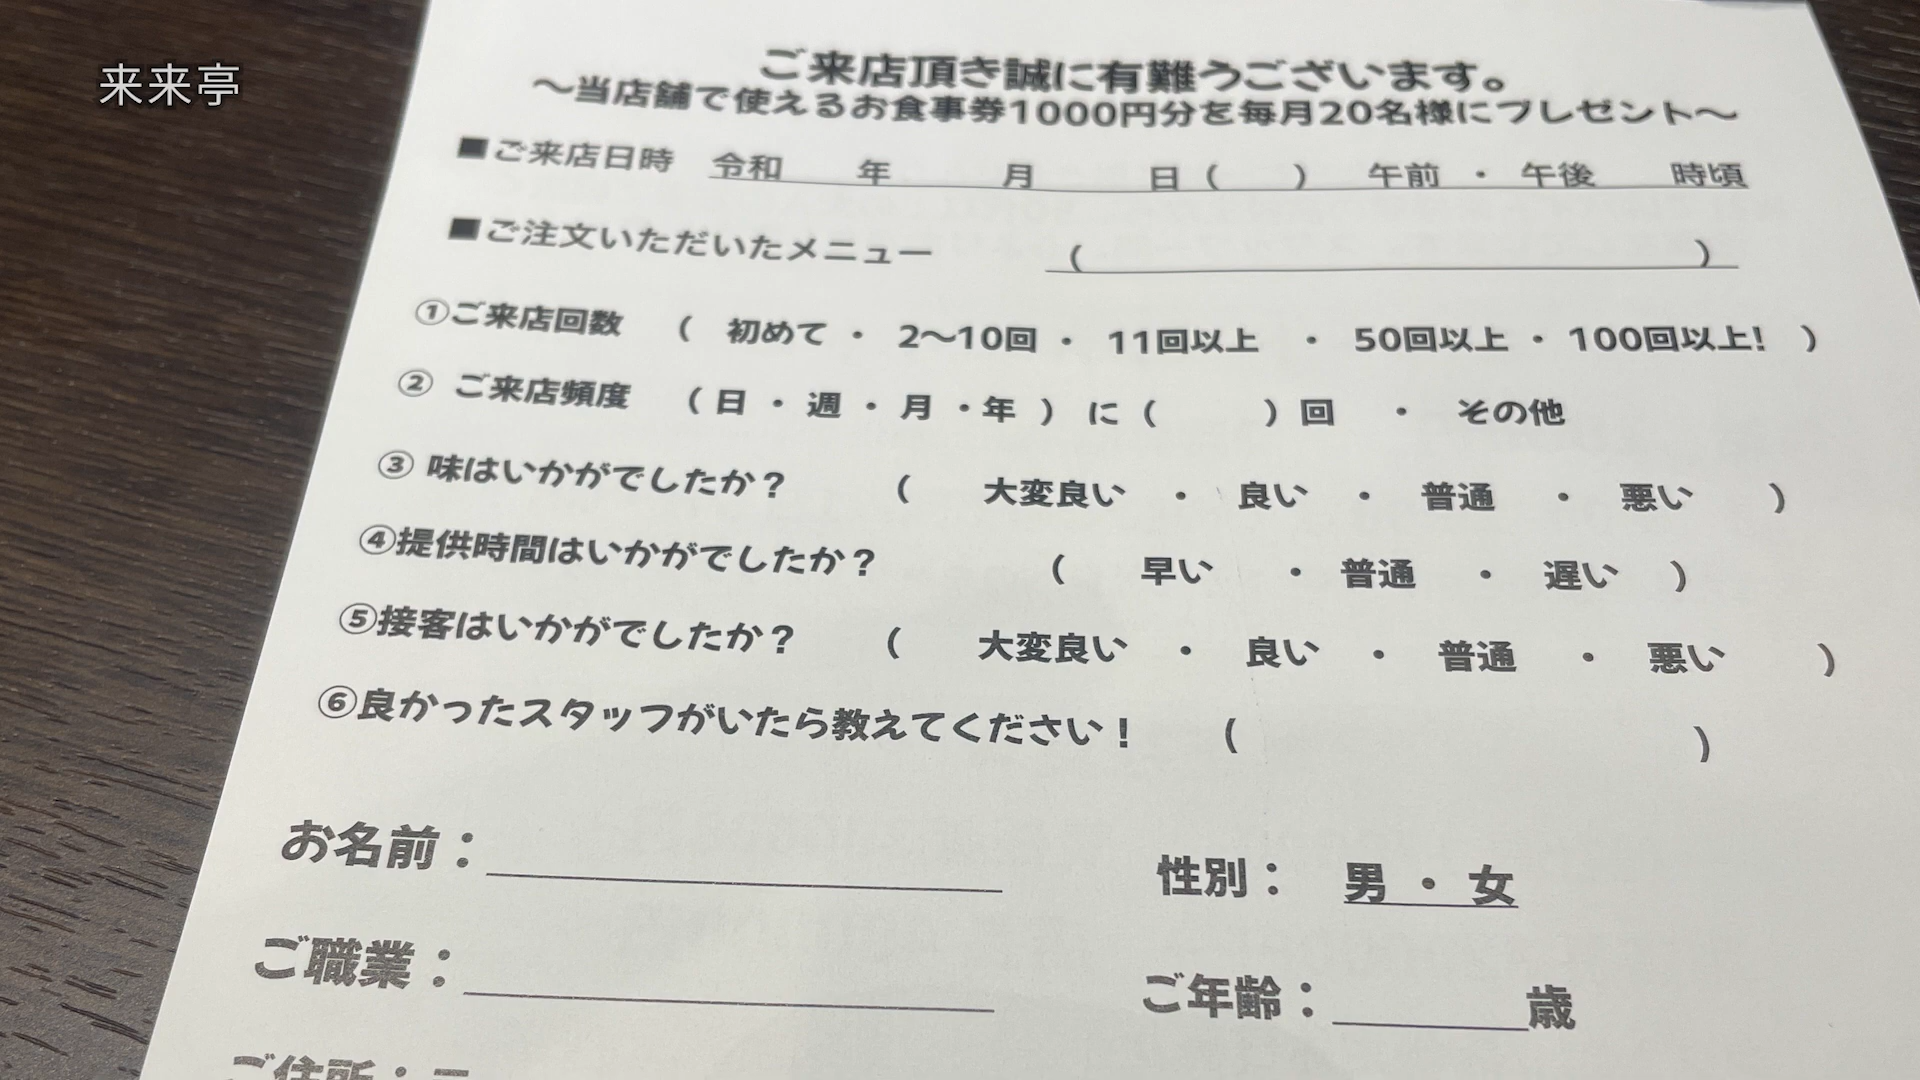 来来亭
ご来店頂き誠に有難うございます。
〜当店舗で使えるお食事券1000円分を毎月20名様にプレゼント〜
■ご来店日時 令和 年 月 日( ) 午前 ・ 午後 時頃
■ご注文いただいたメニュー ( )
①ご来店回数 ( 初めて ・ 2〜10回 ・ 11回以上 ・ 50回以上 ・ 100回以上! )
② ご来店頻度 ( 日 ・ 週 ・ 月 ・ 年 ) に ( ) 回 ・ その他
③ 味はいかがでしたか? ( 大変良い ・ 良い ・ 普通 ・ 悪い )
④提供時間はいかがでしたか? ( 早い ・ 普通 ・ 遅い )
⑤接客はいかがでしたか? ( 大変良い ・ 良い ・ 普通 ・ 悪い )
⑥良かったスタッフがいたら教えてください! ( )
お名前: 性別: 男 ・ 女
ご職業: ご年齢: 歳
ご住所:〒